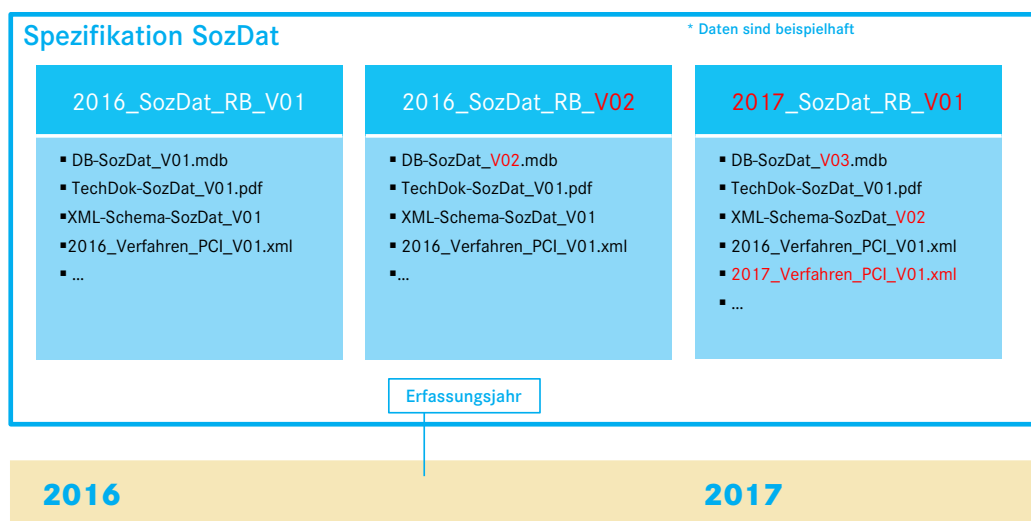 Spezifikation SozDat
* Daten sind beispielhaft
2016_SozDat_RB_V01
▪ DB-SozDat_V01.mdb
▪ TechDok-SozDat_V01.pdf
▪XML-Schema-SozDat_V01
▪2016_Verfahren_PCI_V01.xml
▪ ...
2016_SozDat_RB_V02
▪ DB-SozDat_V02.mdb
▪ TechDok-SozDat_V01.pdf
▪ XML-Schema-SozDat_V01
▪ 2016_Verfahren_PCI_V01.xml
▪...
2017_SozDat_RB_V01
▪ DB-SozDat_V03.mdb
▪ TechDok-SozDat_V01.pdf
▪ XML-Schema-SozDat_V02
▪ 2016_Verfahren_PCI_V01.xml
▪ 2017_Verfahren_PCI_V01.xml
▪ ...
Erfassungsjahr
2016
2017